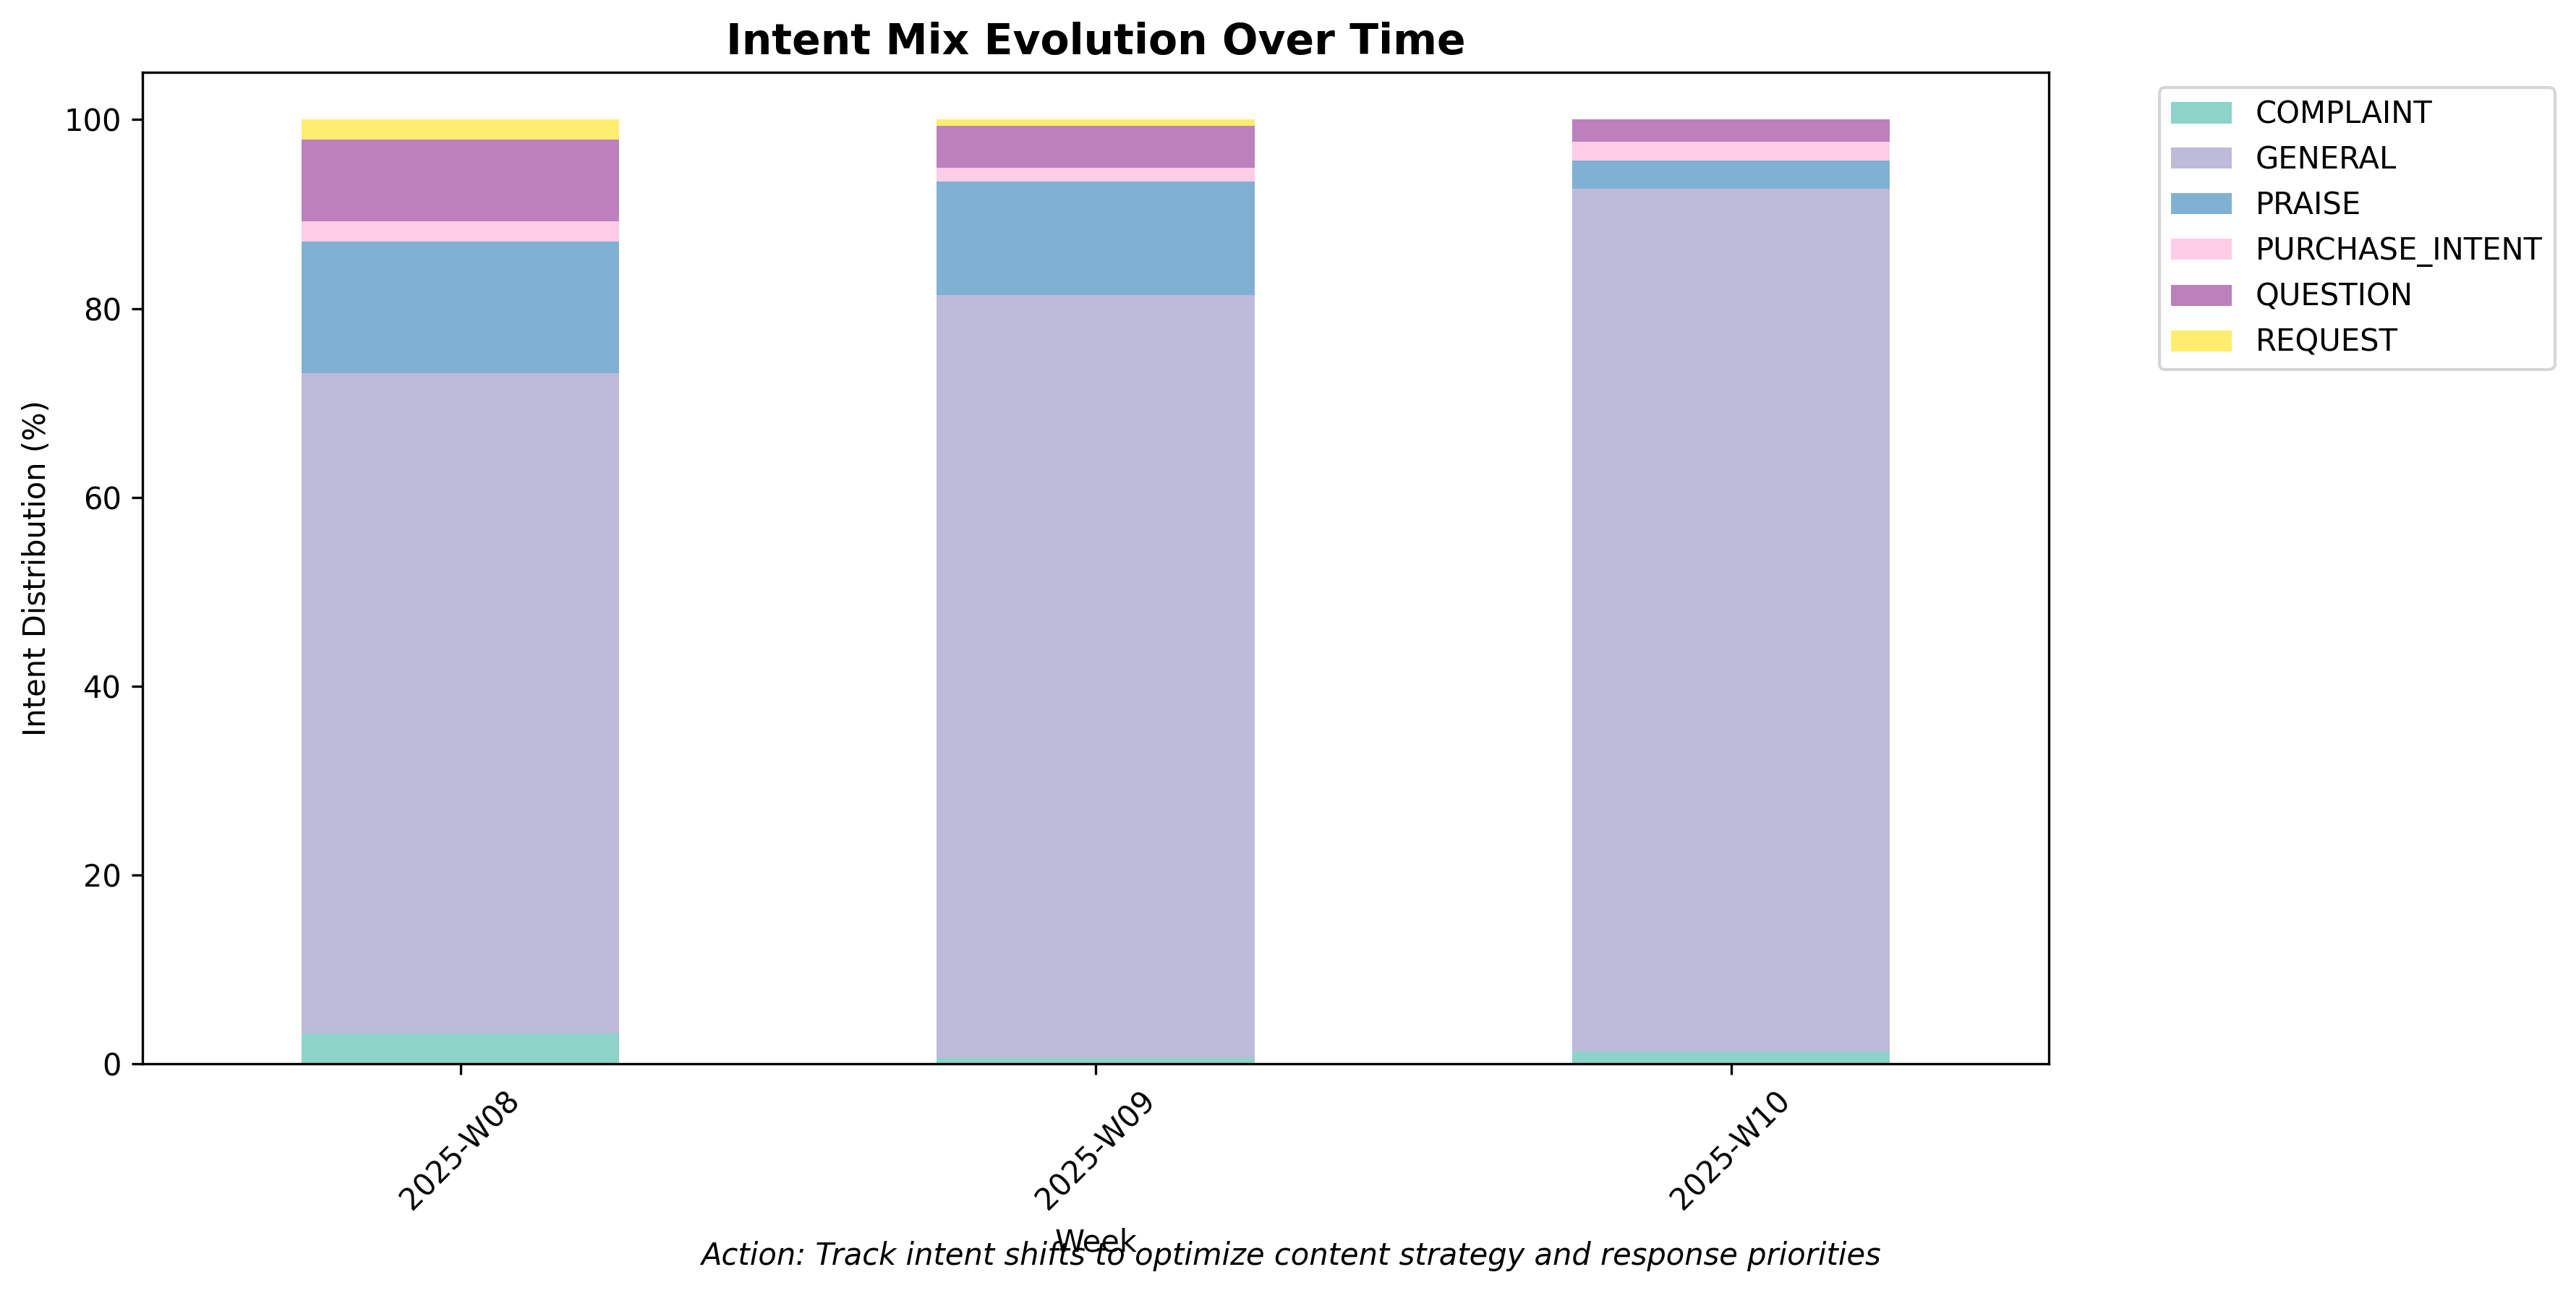 Intent Mix Evolution Over Time
COMPLAINT
GENERAL
PRAISE
PURCHASE_INTENT
QUESTION
REQUEST
Intent Distribution (%)
100
80
60
40
20
0
2025-W08
2025-W09
2025-W10
Week
Action: Track intent shifts to optimize content strategy and response priorities